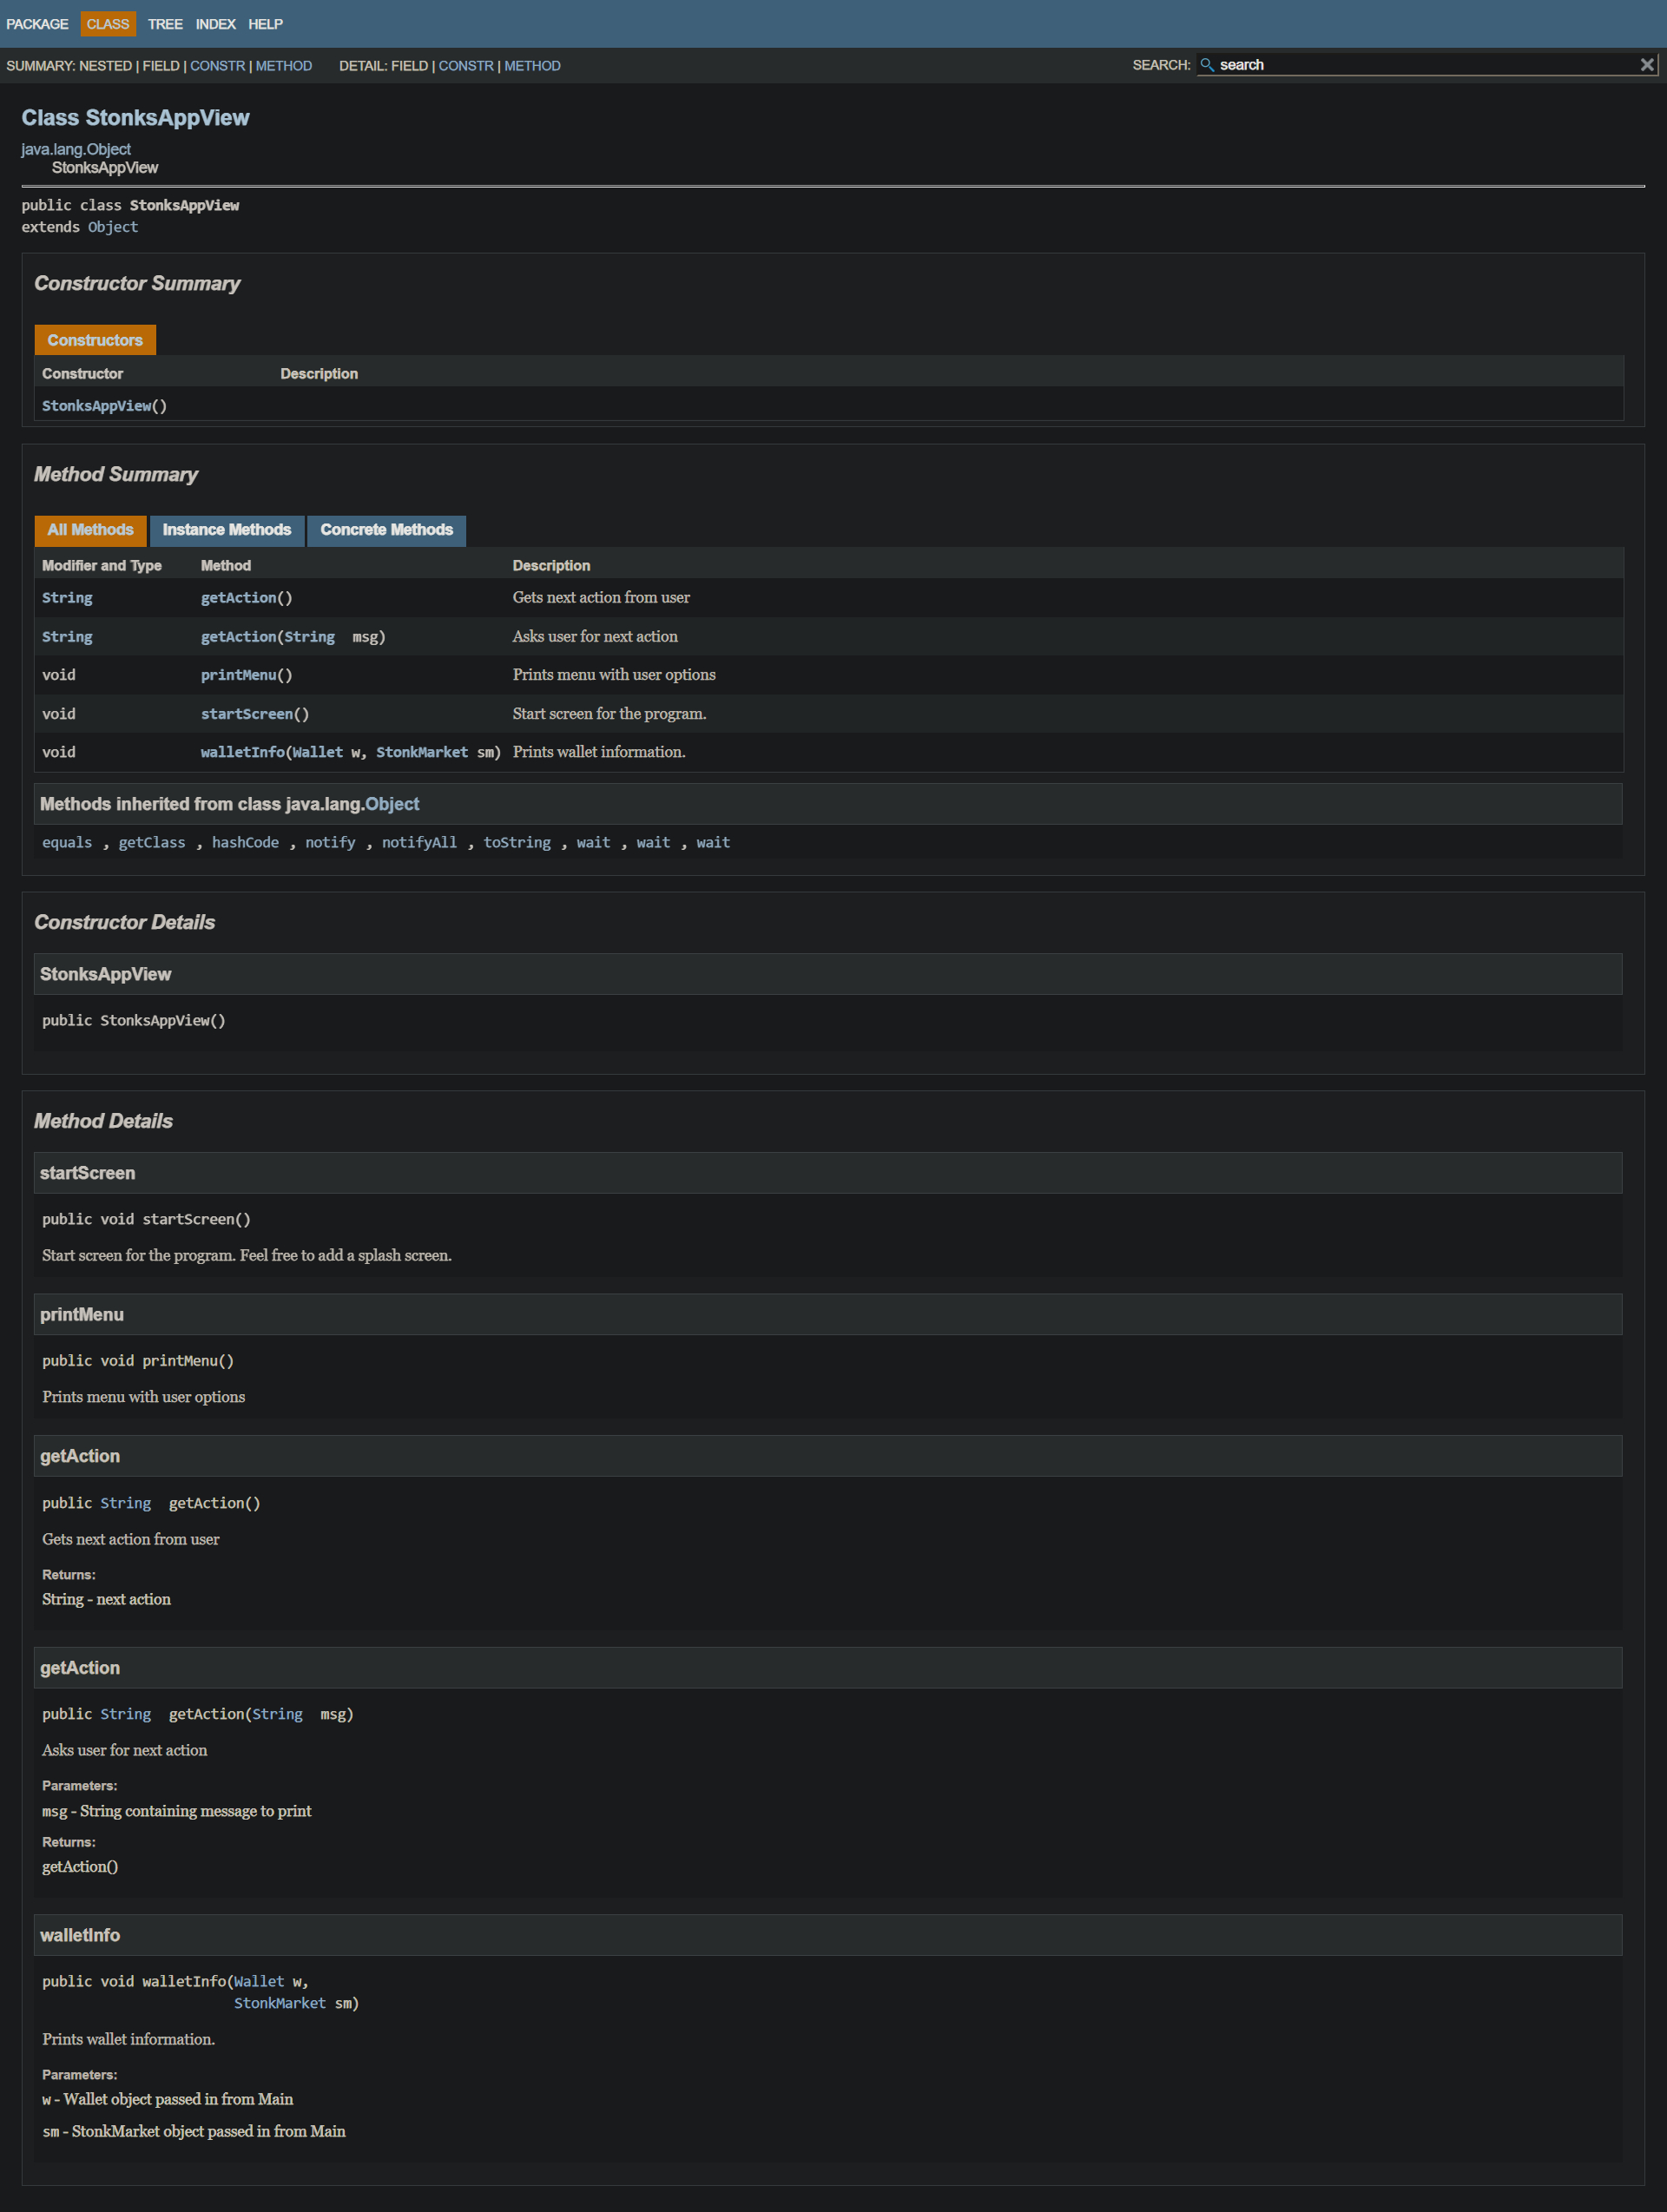 PACKAGE CLASS TREE INDEX HELP
SUMMARY: NESTED | FIELD | CONSTR | METHOD DETAIL: FIELD | CONSTR | METHOD SEARCH: search
Class StonksAppView
java.lang.Object
StonksAppView
public class StonksAppView
extends Object
Constructor Summary
Constructors
Constructor Description
StonksAppView()
Method Summary
All Methods Instance Methods Concrete Methods
Modifier and Type Method Description
String getAction() Gets next action from user
String getAction(String msg) Asks user for next action
void printMenu() Prints menu with user options
void startScreen() Start screen for the program.
void walletInfo(Wallet w, StonkMarket sm) Prints wallet information.
Methods inherited from class java.lang.Object
equals , getClass , hashCode , notify , notifyAll , toString , wait , wait , wait
Constructor Details
StonksAppView
public StonksAppView()
Method Details
startScreen
public void startScreen()
Start screen for the program. Feel free to add a splash screen.
printMenu
public void printMenu()
Prints menu with user options
getAction
public String getAction()
Gets next action from user
Returns:
String - next action
getAction
public String getAction(String msg)
Asks user for next action
Parameters:
msg - String containing message to print
Returns:
getAction()
walletInfo
public void walletInfo(Wallet w,
StonkMarket sm)
Prints wallet information.
Parameters:
w - Wallet object passed in from Main
sm - StonkMarket object passed in from Main